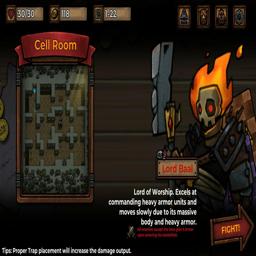 30/30
118
1:22
Cell Room
Lord Baal
Lord of Worship. Excels at
commanding heavy armor units and
moves slowly due to its massive
body and heavy armor.
FIGHT!
Tips: Proper Trap placement will increase the damage output.